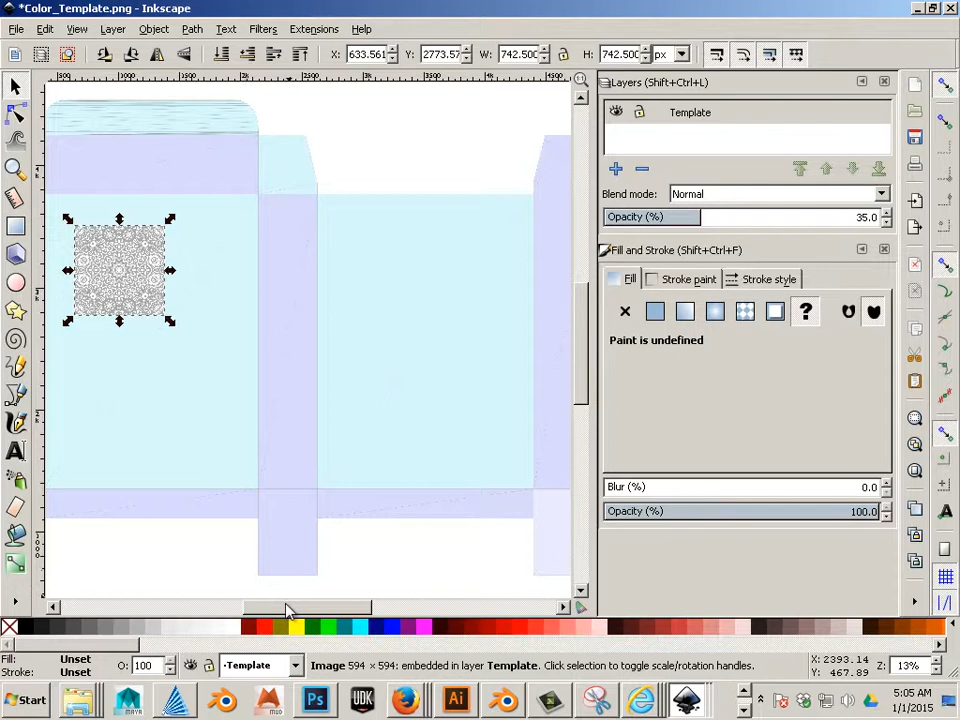 *Color_Template.png - Inkscape
File Edit View Layer Object Path Text Filters Extensions Help
X: 633.561 Y: 2773.57 W: 742.500 H: 742.500 px
Layers (Shift+Ctrl+L)
Template
Blend mode: Normal
Opacity (%) 35.0
Fill and Stroke (Shift+Ctrl+F)
Fill Stroke paint Stroke style
?
Paint is undefined
Blur (%) 0.0
Opacity (%) 100.0
Fill: Unset
Stroke: Unset
O: 100
·Template
Image 594 × 594: embedded in layer Template. Click selection to toggle scale/rotation handles.
X: 2393.14
Y: 467.89
Z: 13%
Start
Ps
UDK
Ai
5:05 AM
1/1/2015